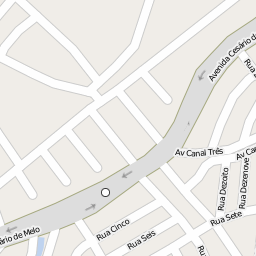 Avenida Cesário d
Av Canal Três
Av Ca
Rua Dezoito
Rua Dezenove
Rua Sete
Rua Cinco
Rua Seis
ário de Melo